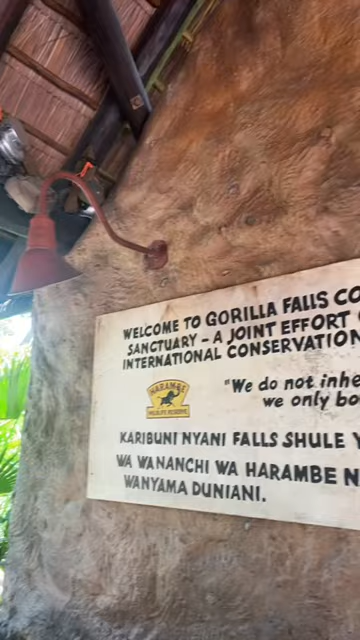 WELCOME TO GORILLA FALLS CO
SANCTUARY – A JOINT EFFORT
INTERNATIONAL CONSERVATION
HARAMBE
WILDLIFE RESERVE
"We do not inhe
we only bo
KARIBUNI NYANI FALLS SHULE Y
WA WANANCHI WA HARAMBE N
WANYAMA DUNIANI.